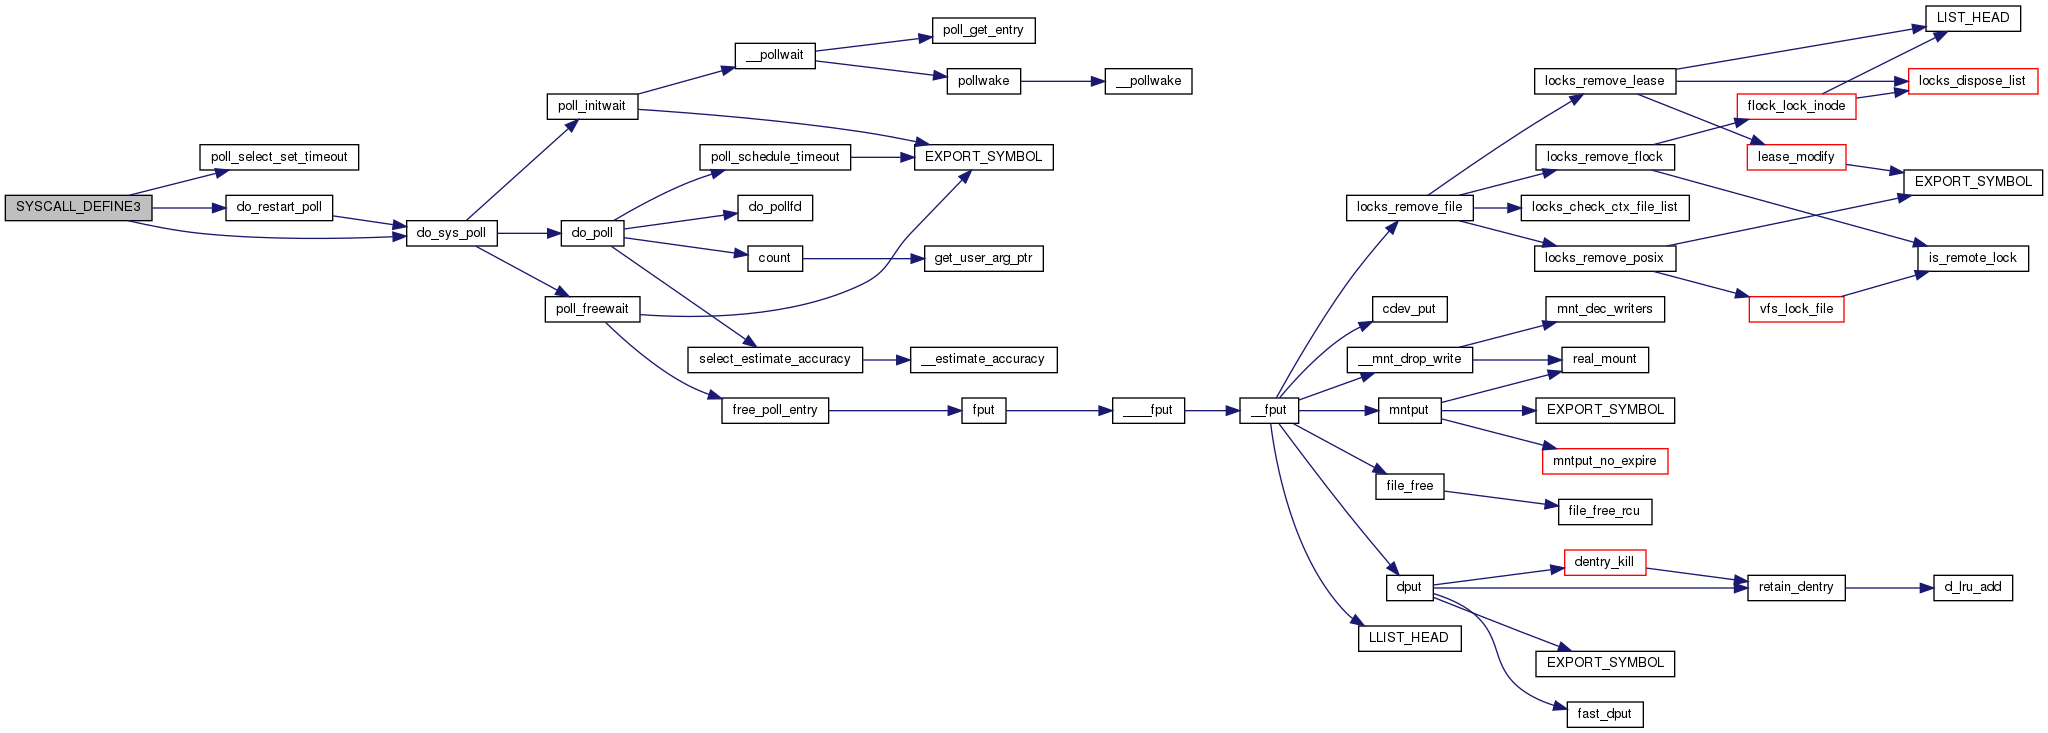 SYSCALL_DEFINE3
poll_select_set_timeout
do_restart_poll
do_sys_poll
poll_initwait
do_poll
poll_freewait
__pollwait
poll_schedule_timeout
do_pollfd
count
select_estimate_accuracy
free_poll_entry
poll_get_entry
pollwake
EXPORT_SYMBOL
get_user_arg_ptr
__estimate_accuracy
fput
__pollwake
____fput
__fput
locks_remove_file
cdev_put
__mnt_drop_write
mntput
file_free
dput
LLIST_HEAD
locks_remove_lease
locks_remove_flock
locks_check_ctx_file_list
locks_remove_posix
mnt_dec_writers
real_mount
EXPORT_SYMBOL
mntput_no_expire
file_free_rcu
dentry_kill
EXPORT_SYMBOL
fast_dput
flock_lock_inode
lease_modify
vfs_lock_file
retain_dentry
LIST_HEAD
locks_dispose_list
EXPORT_SYMBOL
is_remote_lock
d_lru_add